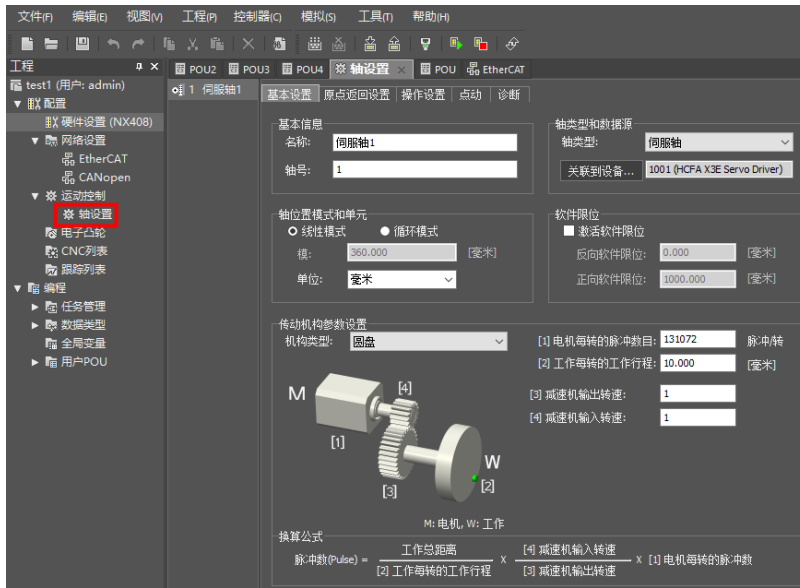 文件(F) 编辑(E) 视图(V) 工程(P) 控制器(C) 模拟(S) 工具(T) 帮助(H)
工程
POU2 POU3 POU4 轴设置 POU EtherCAT
test1 (用户: admin)
配置
硬件设置 (NX408)
网络设置
EtherCAT
CANopen
运动控制
轴设置
电子凸轮
CNC列表
跟踪列表
编程
任务管理
数据类型
全局变量
用户POU
1 伺服轴1
基本设置 原点返回设置 操作设置 点动 诊断
基本信息
名称: 伺服轴1
轴号: 1
轴类型和数据源
轴类型: 伺服轴
关联到设备... 1001 (HCFA X3E Servo Driver)
轴位置模式和单元
线性模式 循环模式
模: 360.000 [毫米]
单位: 毫米
软件限位
激活软件限位
反向软件限位: 0.000 [毫米]
正向软件限位: 1000.000 [毫米]
传动机构参数设置
机构类型: 圆盘
[1]电机每转的脉冲数目: 131072 脉冲/转
[2]工作每转的工作行程: 10.000 [毫米]
[3]减速机输出转速: 1
[4]减速机输入转速: 1
M
[4]
[1]
W
[3]
[2]
M: 电机, W: 工作
换算公式
脉冲数(Pulse) = 工作总距离 / [2]工作每转的工作行程 X [4]减速机输入转速 / [3]减速机输出转速 X [1]电机每转的脉冲数